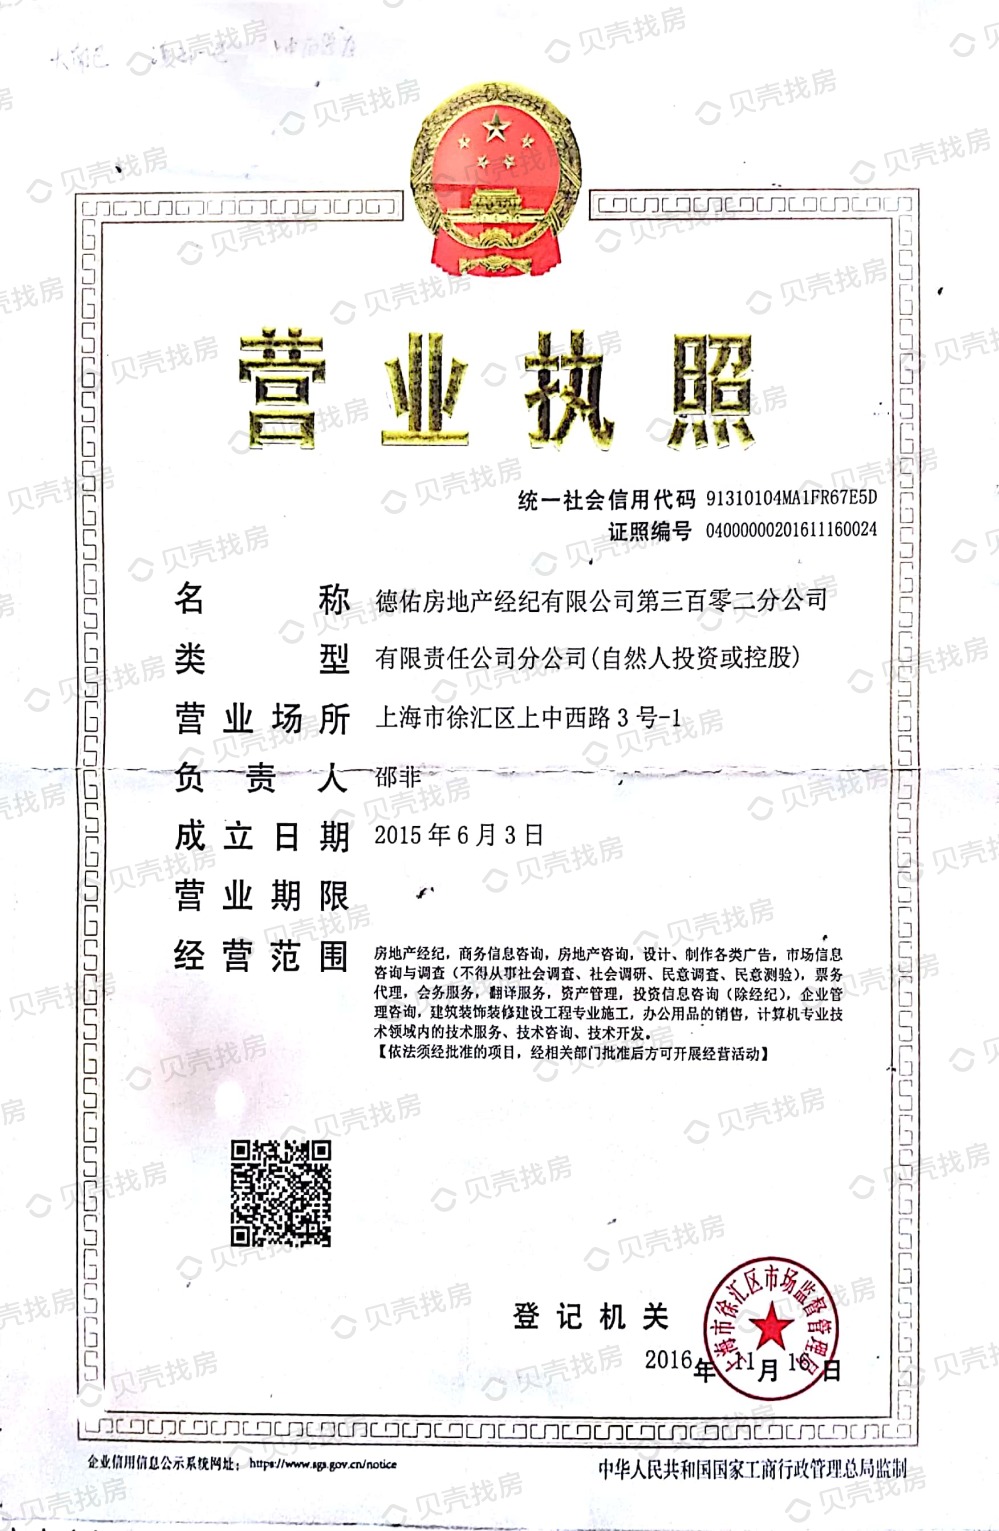 营业执照
统一社会信用代码 91310104MA1FR67E5D
证照编号 04000000201611160024
名称 德佑房地产经纪有限公司第三百零二分公司
类型 有限责任公司分公司(自然人投资或控股)
营业场所 上海市徐汇区上中西路3号-1
负责人 邵非
成立日期 2015年6月3日
营业期限
经营范围 房地产经纪，商务信息咨询，房地产咨询，设计、制作各类广告，市场信息
咨询与调查（不得从事社会调查、社会调研、民意调查、民意测验），票务
代理，会务服务，翻译服务，资产管理，投资信息咨询（除经纪），企业管
理咨询，建筑装饰装修建设工程专业施工，办公用品的销售，计算机专业技
术领域内的技术服务、技术咨询、技术开发。
【依法须经批准的项目，经相关部门批准后方可开展经营活动】
上海市徐汇区市场监督管理局
登记机关
2016年11月16日
企业信用信息公示系统网址：https://www.sgs.gov.cn/notice
中华人民共和国国家工商行政管理总局监制
贝壳找房